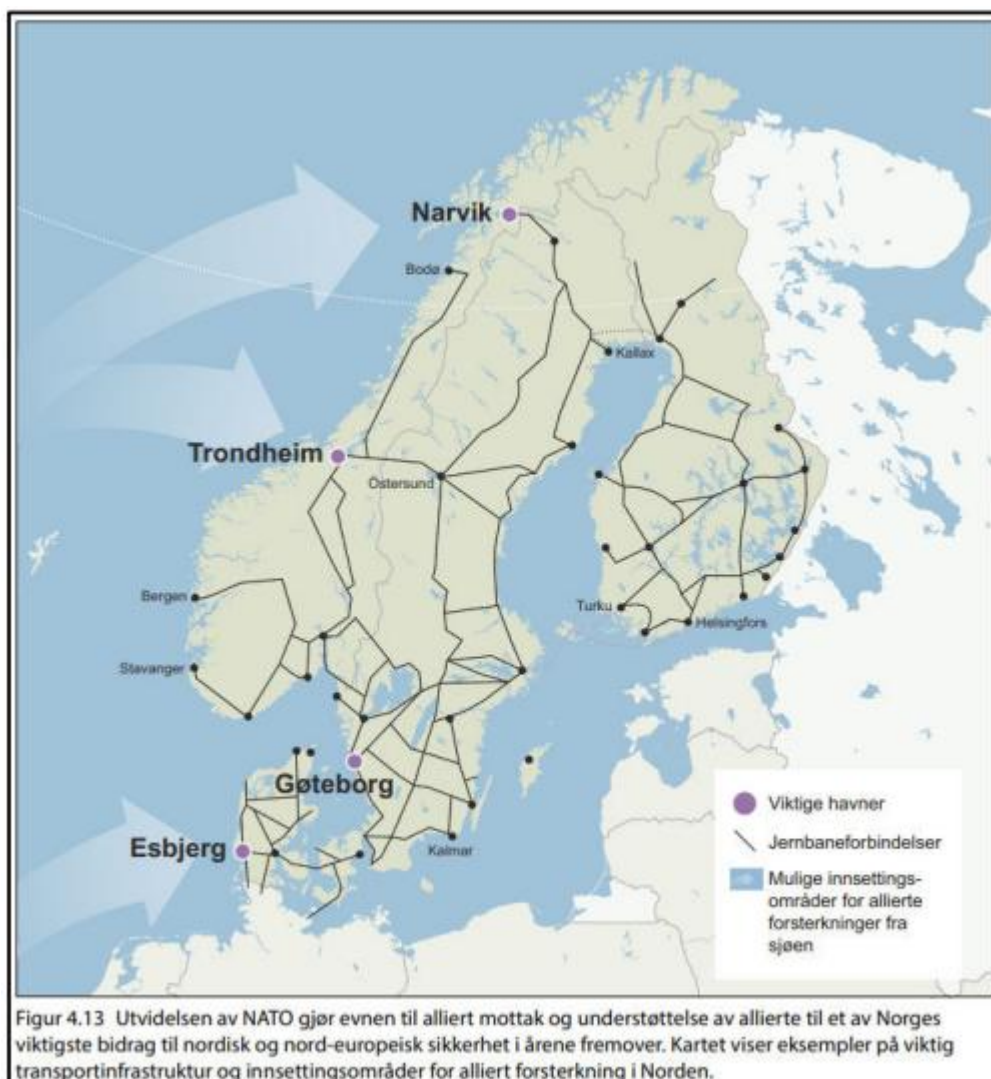 Narvik
Bodø
Kallax
Trondheim
Östersund
Bergen
Turku
Helsingfors
Stavanger
Gøteborg
Esbjerg
Kalmar
Viktige havner
Jernbaneforbindelser
Mulige innsettings-
områder for allierte
forsterkninger fra
sjøen
Figur 4.13 Utvidelsen av NATO gjør evnen til alliert mottak og understøttelse av allierte til et av Norges
viktigste bidrag til nordisk og nord-europeisk sikkerhet i årene fremover. Kartet viser eksempler på viktig
transportinfrastruktur og innsettingsområder for alliert forsterkning i Norden.